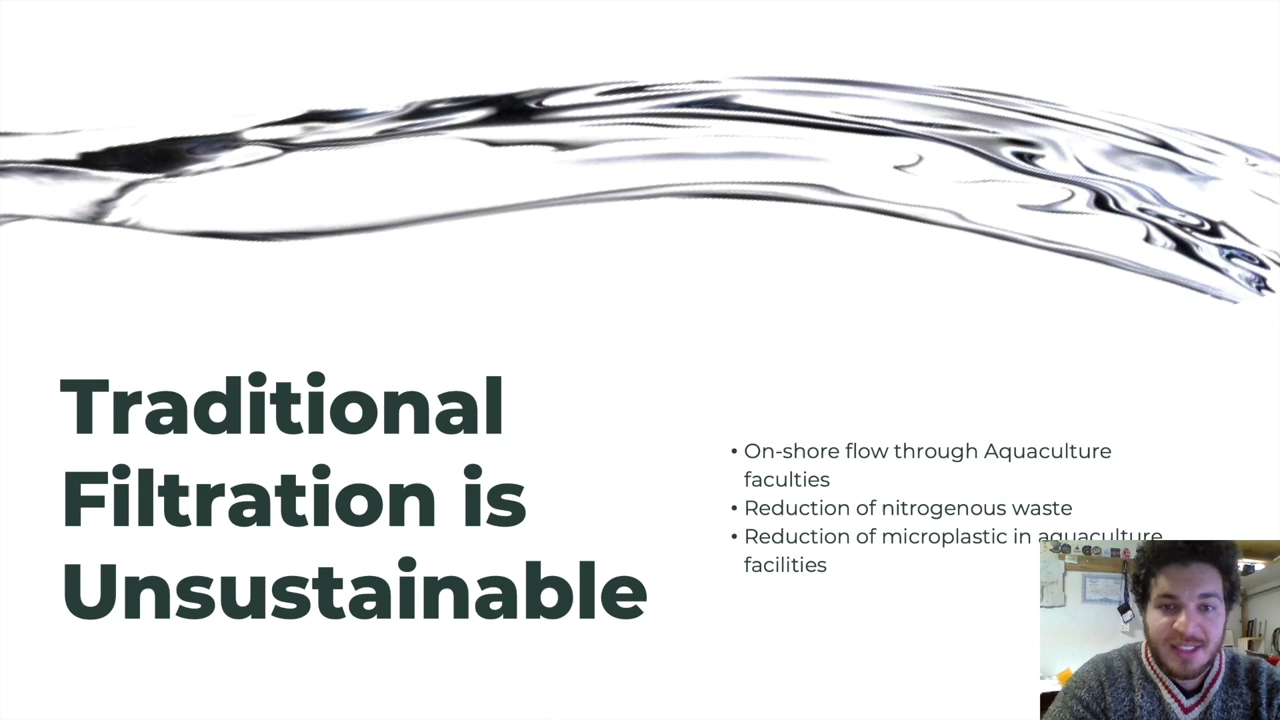 Traditional
Filtration is
Unsustainable
• On-shore flow through Aquaculture
faculties
• Reduction of nitrogenous waste
• Reduction of microplastic in aquaculture
facilities